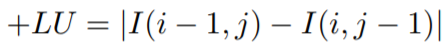 +LU = |I(i − 1, j) − I(i, j − 1)|